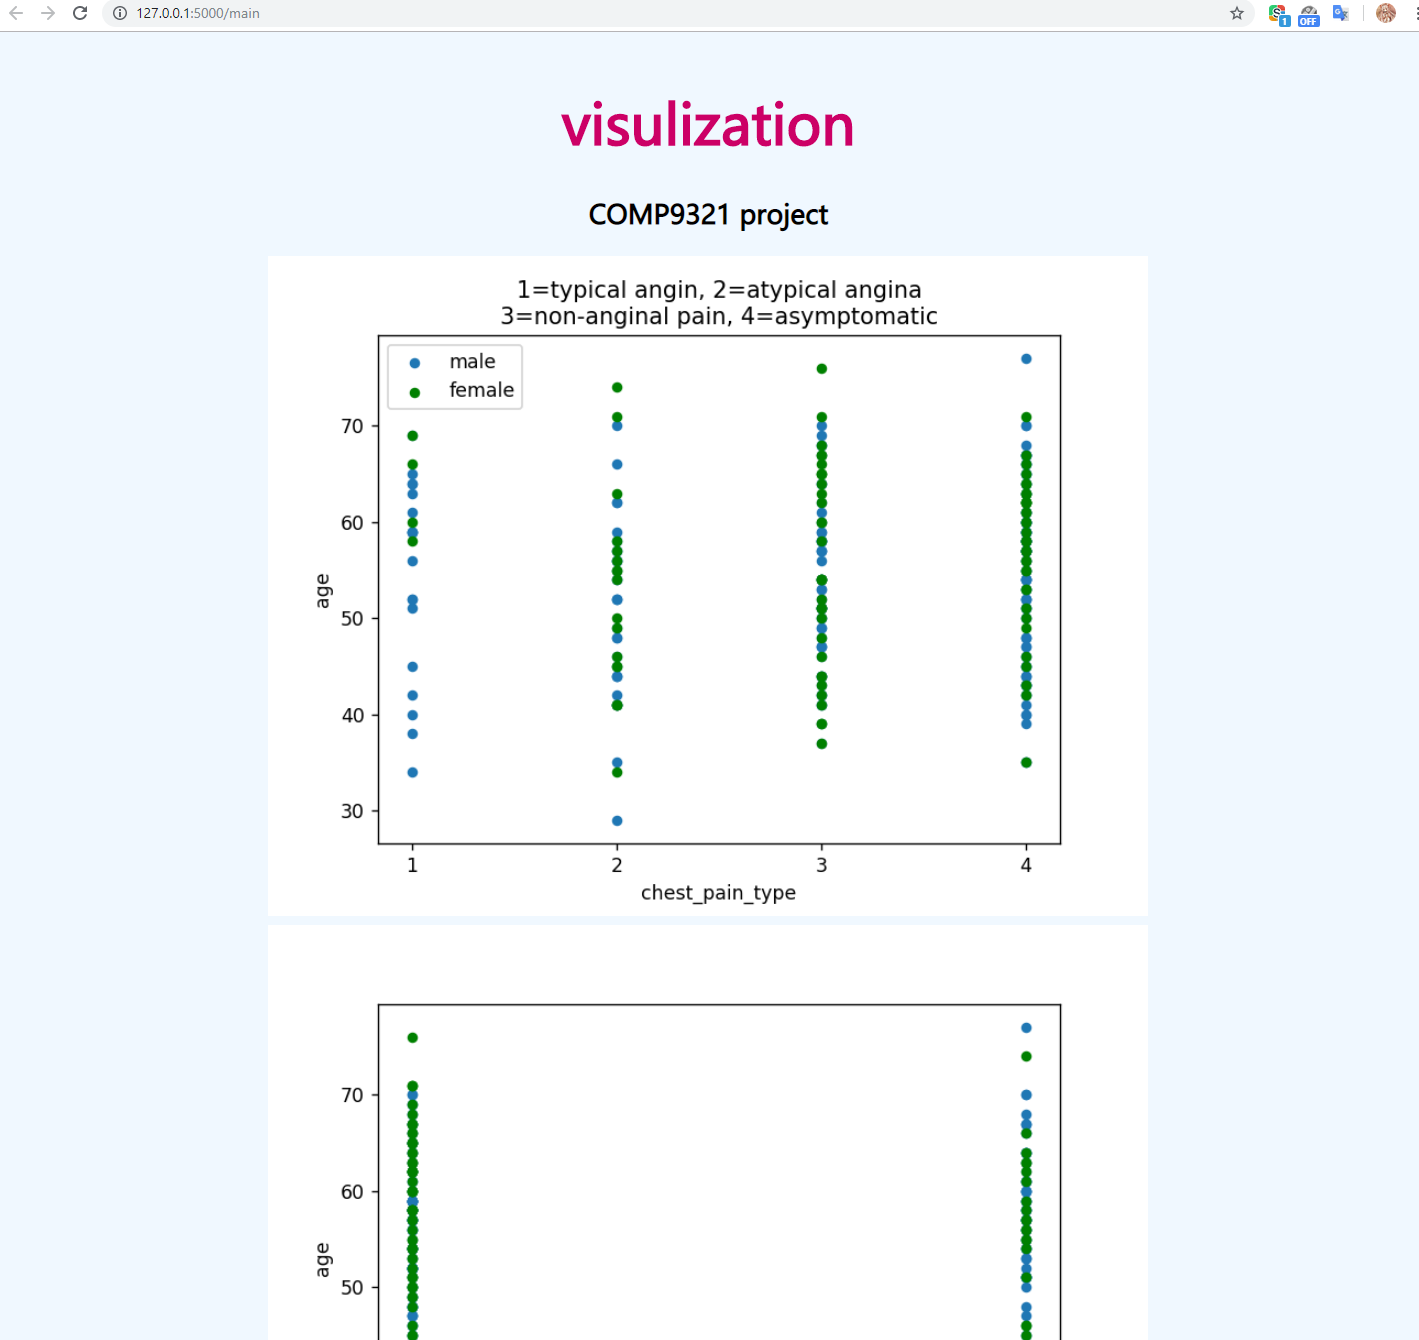 127.0.0.1:5000/main
1
OFF
G
visulization
COMP9321 project
1=typical angin, 2=atypical angina
3=non-anginal pain, 4=asymptomatic
male
female
70
60
50
40
30
age
1 2 3 4
chest_pain_type
70
60
50
age